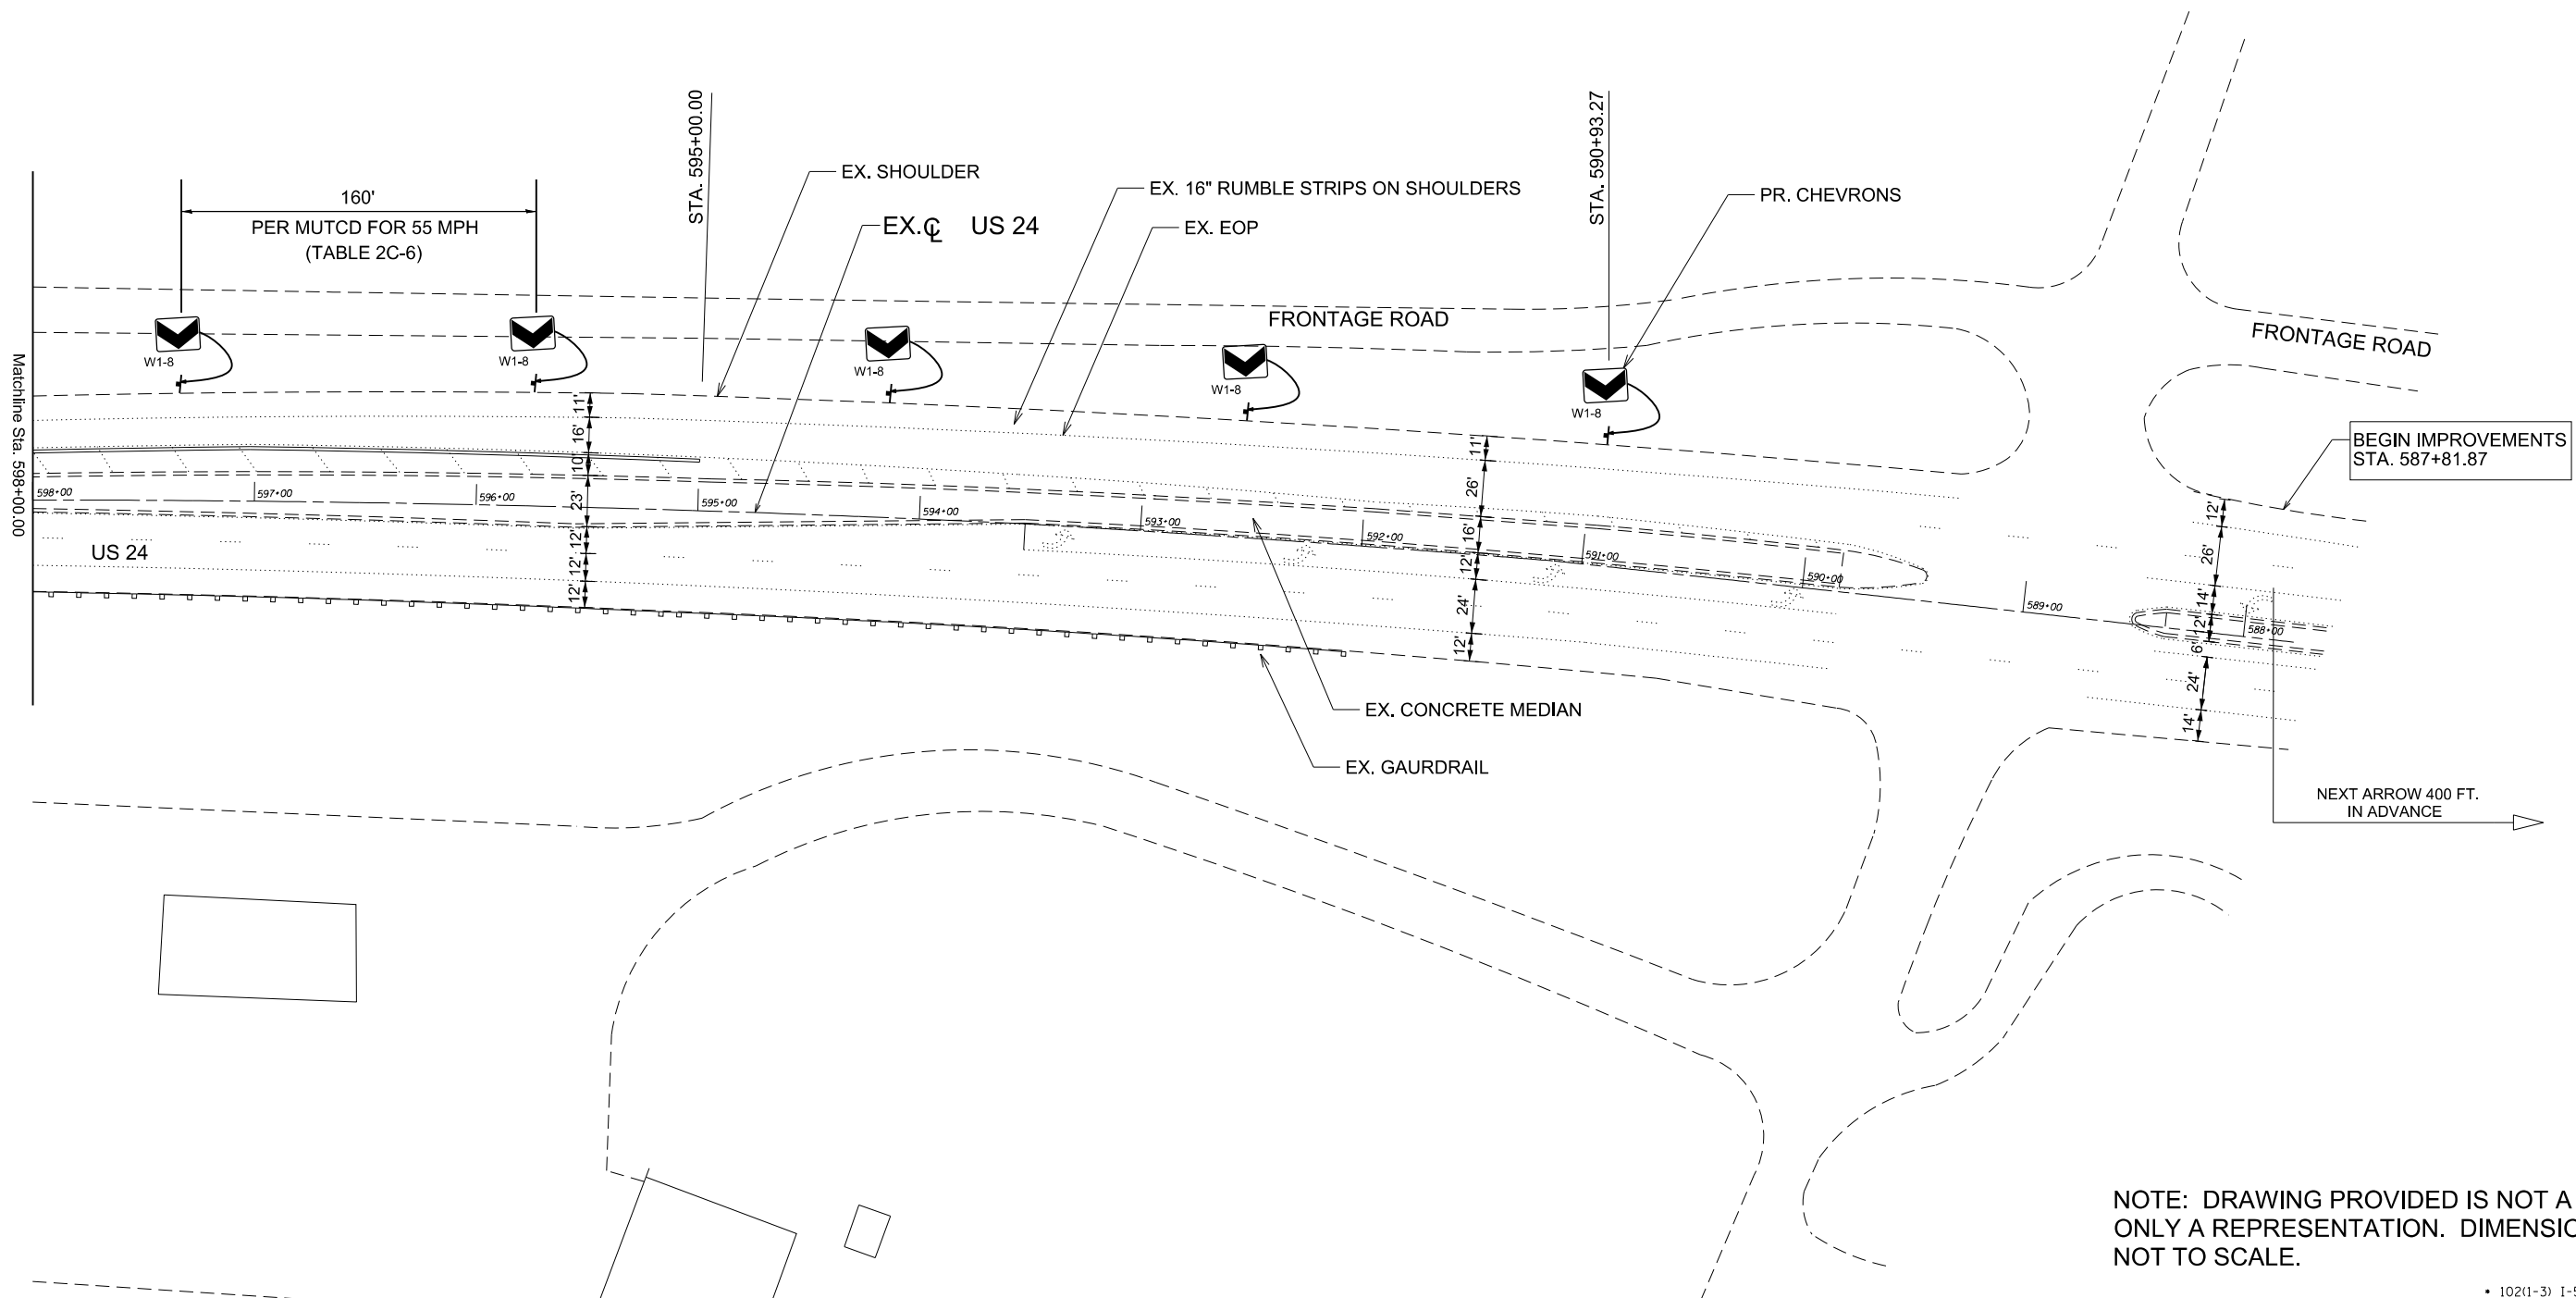 160'
PER MUTCD FOR 55 MPH
(TABLE 2C-6)
STA. 595+00.00
EX. SHOULDER
EX. ℄ US 24
EX. 16" RUMBLE STRIPS ON SHOULDERS
EX. EOP
STA. 590+93.27
PR. CHEVRONS
FRONTAGE ROAD
FRONTAGE ROAD
W1-8
W1-8
W1-8
W1-8
W1-8
Matchline Sta. 598+00.00
BEGIN IMPROVEMENTS
STA. 587+81.87
598+00
597+00
596+00
595+00
594+00
593+00
592+00
591+00
590+00
589+00
588+00
11'
16'
10'
23'
12'
12'
12'
11'
26'
16'
12'
24'
12'
12'
26'
14'
12'
6'
24'
14'
US 24
EX. CONCRETE MEDIAN
EX. GAURDRAIL
NEXT ARROW 400 FT.
IN ADVANCE
NOTE: DRAWING PROVIDED IS NOT A
ONLY A REPRESENTATION. DIMENSIO
NOT TO SCALE.
• 102(1-3) I-